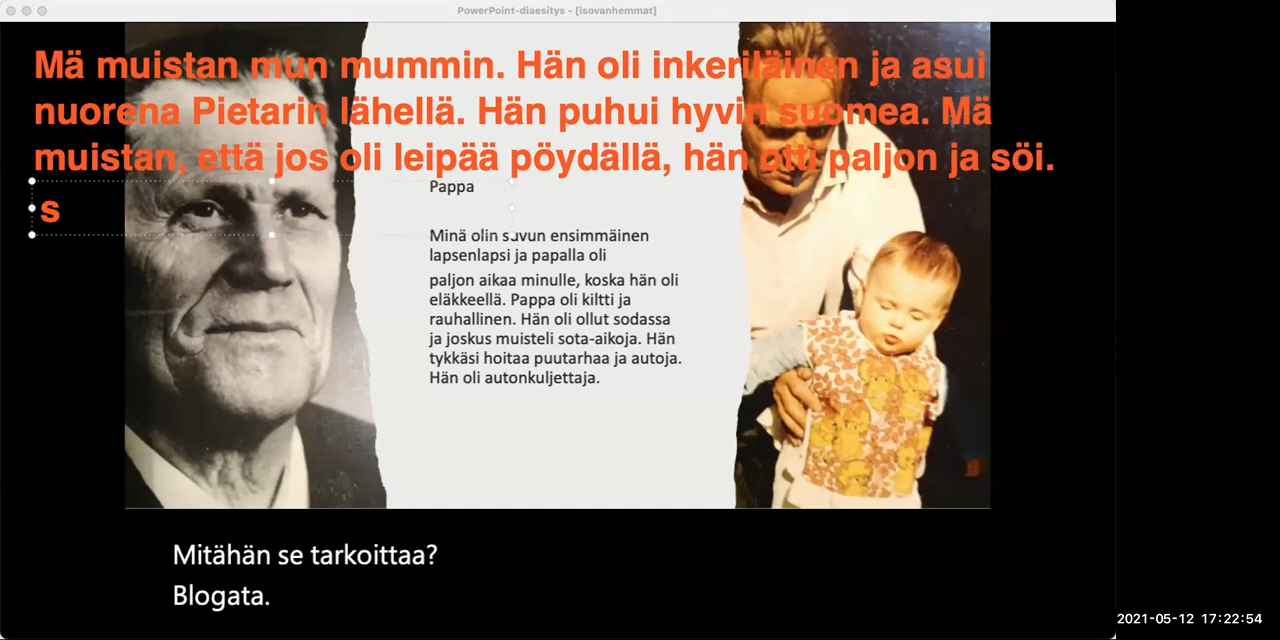 PowerPoint-diaesitys - [isovanhemmat]
Mä muistan mun mummin. Hän oli inkeriläinen ja asui
nuorena Pietarin lähellä. Hän puhui hyvin suomea. Mä
muistan, että jos oli leipää pöydällä, hän otti paljon ja söi.
s
Pappa
Minä olin suvun ensimmäinen
lapsenlapsi ja papalla oli
paljon aikaa minulle, koska hän oli
eläkkeellä. Pappa oli kiltti ja
rauhallinen. Hän oli ollut sodassa
ja joskus muisteli sota-aikoja. Hän
tykkäsi hoitaa puutarhaa ja autoja.
Hän oli autonkuljettaja.
Mitähän se tarkoittaa?
Blogata.
2021-05-12 17:22:54